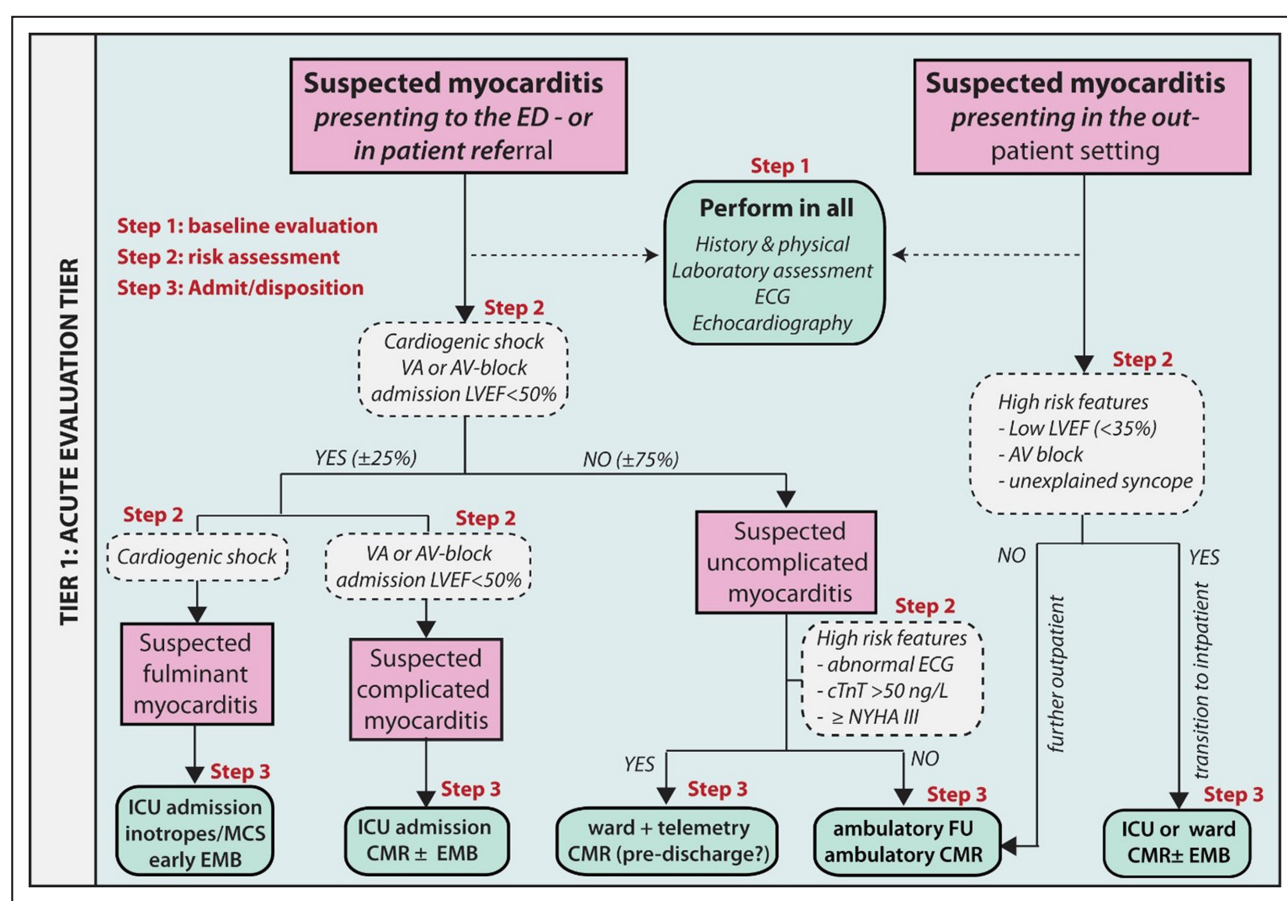 TIER 1: ACUTE EVALUATION TIER
Suspected myocarditis
presenting to the ED - or
in patient referral
Suspected myocarditis
presenting in the out-
patient setting
Step 1
Perform in all
History & physical
Laboratory assessment
ECG
Echocardiography
Step 1: baseline evaluation
Step 2: risk assessment
Step 3: Admit/disposition
Step 2
Cardiogenic shock
VA or AV-block
admission LVEF<50%
Step 2
High risk features
- Low LVEF (<35%)
- AV block
- unexplained syncope
YES (±25%)
NO (±75%)
Step 2
Cardiogenic shock
Step 2
VA or AV-block
admission LVEF<50%
Suspected
uncomplicated
myocarditis
NO
YES
further outpatient
transition to intpatient
Suspected
fulminant
myocarditis
Suspected
complicated
myocarditis
Step 2
High risk features
- abnormal ECG
- cTnT >50 ng/L
- ≥ NYHA III
YES
NO
Step 3
ICU admission
inotropes/MCS
early EMB
Step 3
ICU admission
CMR ± EMB
Step 3
ward + telemetry
CMR (pre-discharge?)
Step 3
ambulatory FU
ambulatory CMR
Step 3
ICU or ward
CMR± EMB